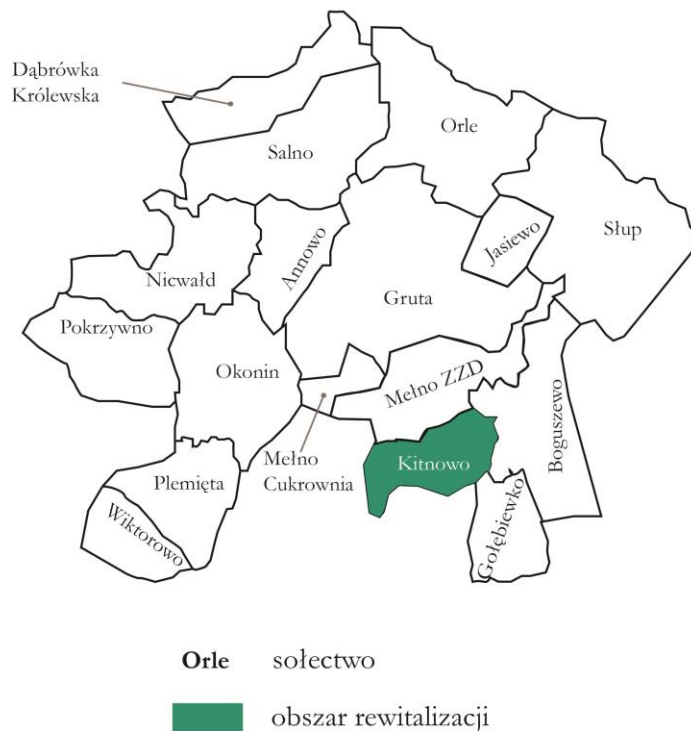 Dąbrówka
Królewska
Orle
Salno
Słup
Jasiewo
Annowo
Nicwałd
Gruta
Pokrzywno
Okonin
Mełno ZZD
Boguszewo
Mełno
Cukrownia
Kitnowo
Plemięta
Wiktorowo
Gołębiewko
Orle sołectwo
obszar rewitalizacji